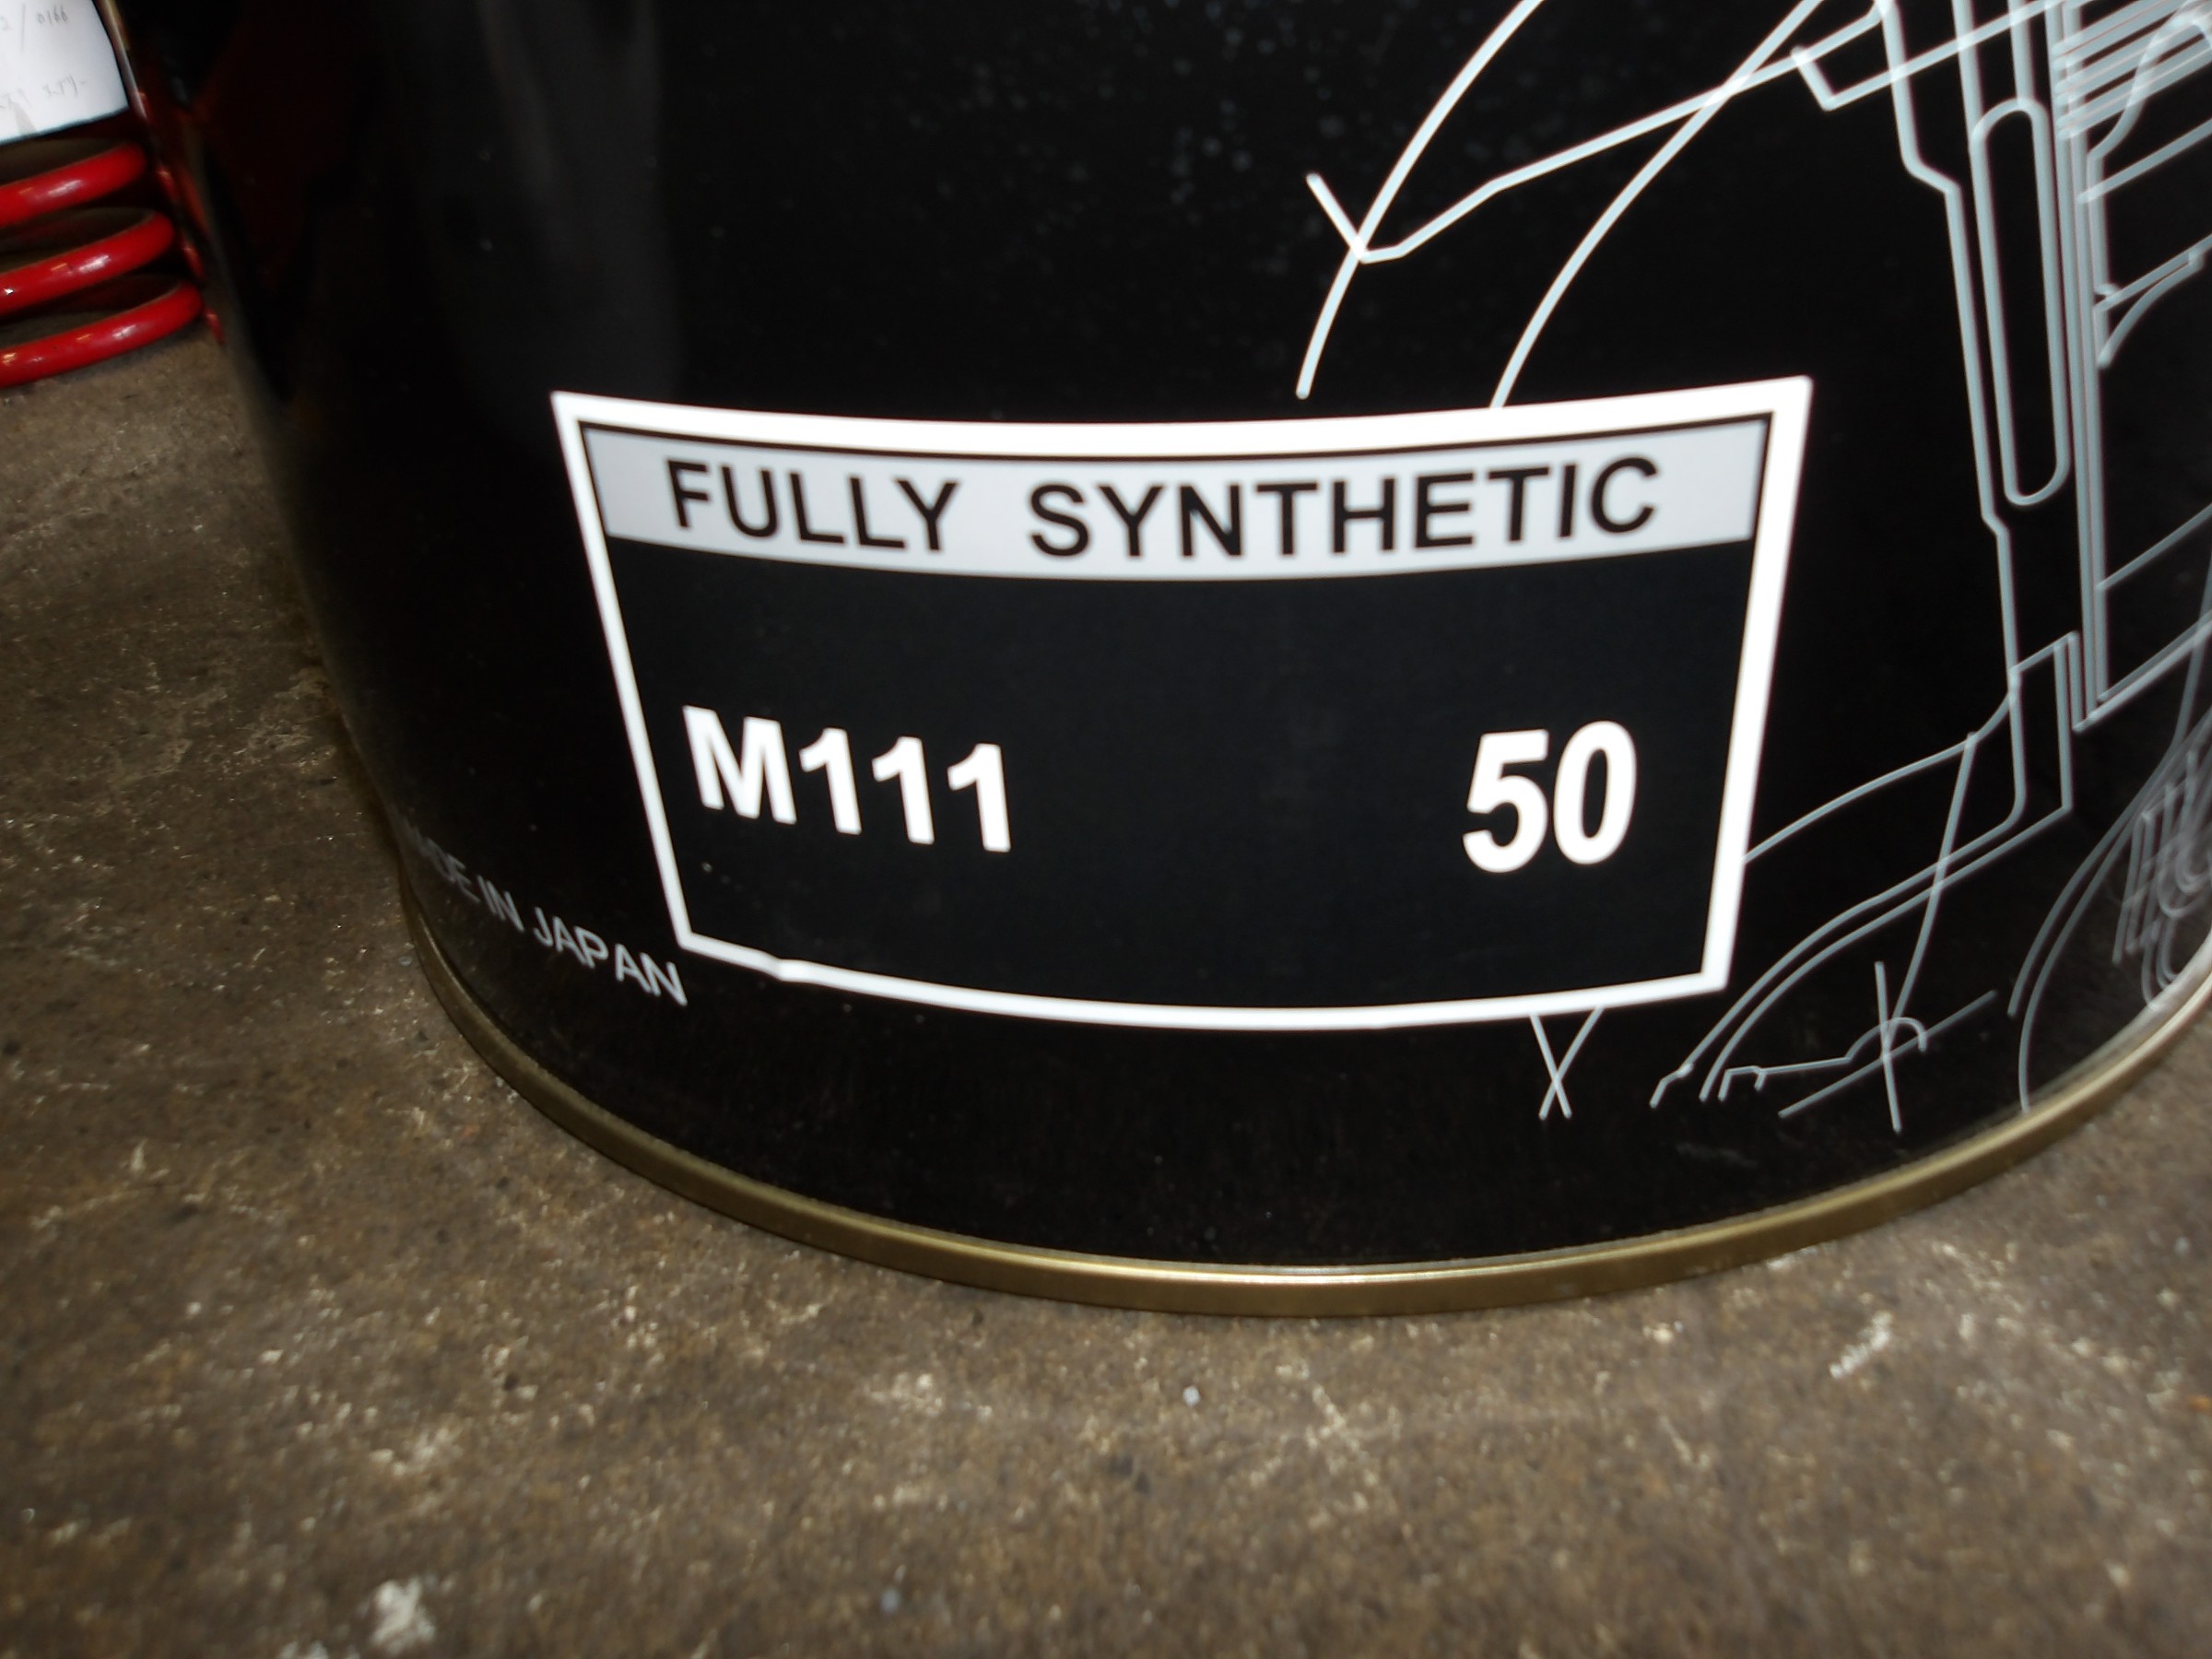 FULLY SYNTHETIC
M111 50
MADE IN JAPAN